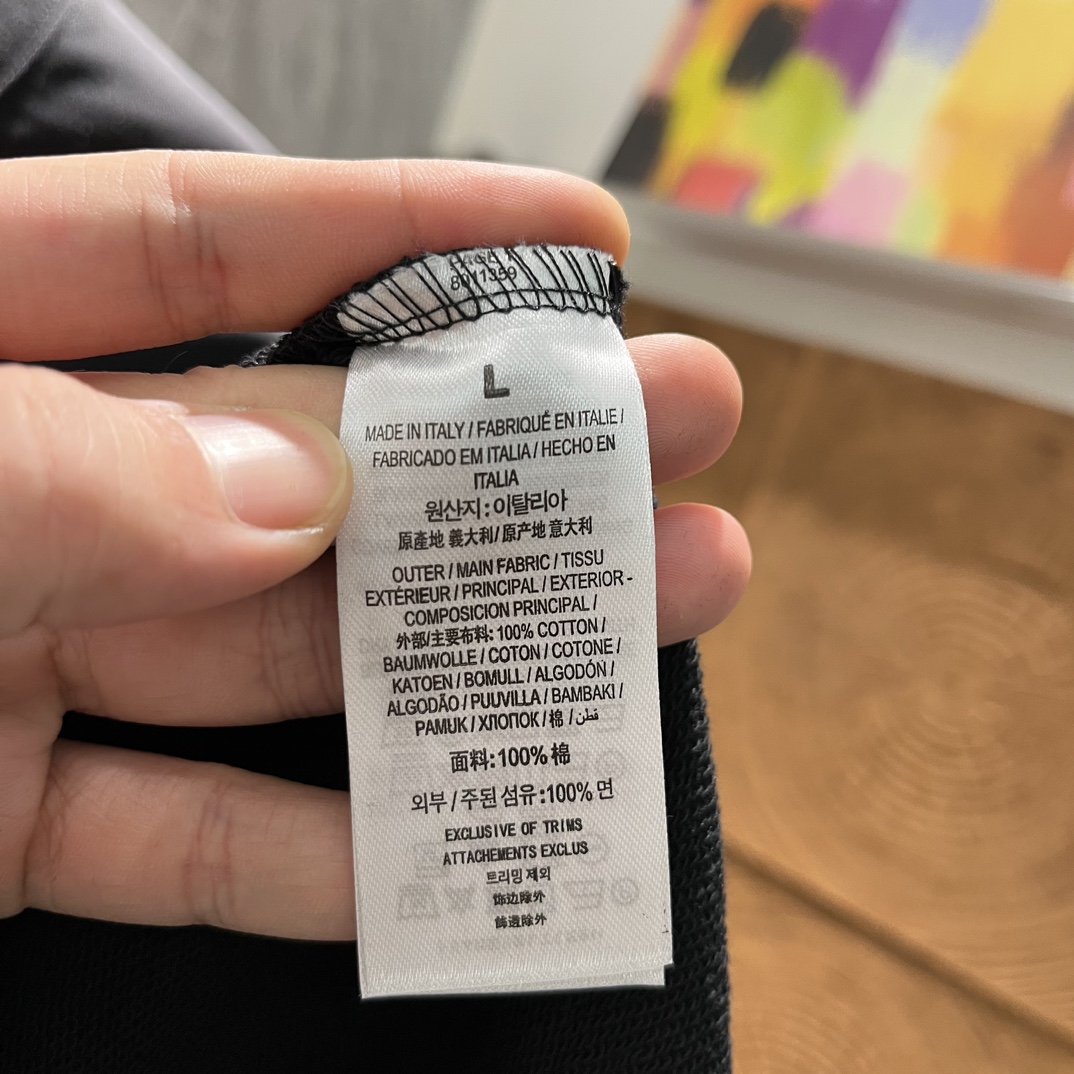 8011359
L
MADE IN ITALY / FABRIQUÉ EN ITALIE /
FABRICADO EM ITALIA / HECHO EN
ITALIA
원산지 : 이탈리아
原產地 義大利/ 原产地 意大利
OUTER / MAIN FABRIC / TISSU
EXTÉRIEUR / PRINCIPAL / EXTERIOR -
COMPOSICION PRINCIPAL /
外部/主要布料: 100% COTTON /
BAUMWOLLE / COTON / COTONE /
KATOEN / BOMULL / ALGODÓN /
ALGODÃO / PUUVILLA / BAMBAKI /
PAMUK / ХЛОПОК / 棉 / قطن
面料: 100% 棉
외부 / 주된 섬유 :100% 면
EXCLUSIVE OF TRIMS
ATTACHEMENTS EXCLUS
트리밍 제외
饰边除外
飾邊除外